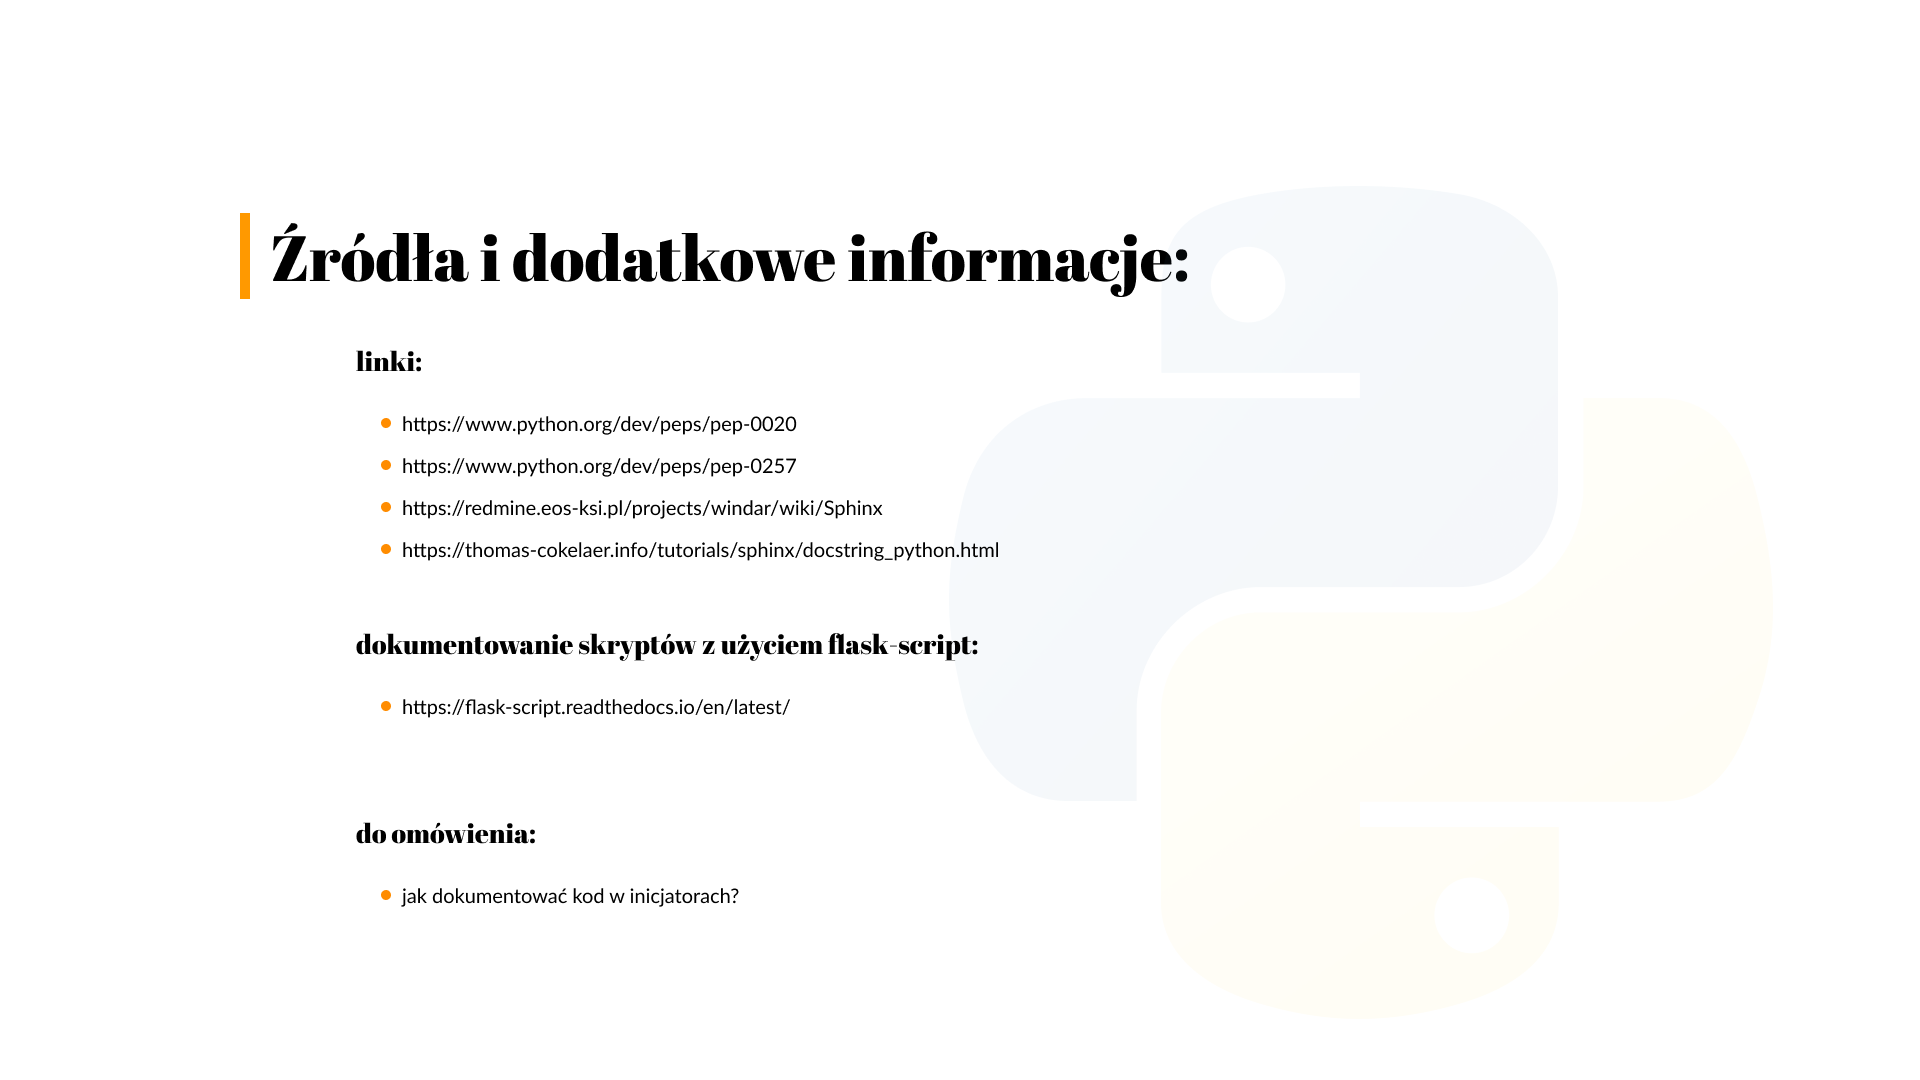 Źródła i dodatkowe informacje:
linki:
https://www.python.org/dev/peps/pep-0020
https://www.python.org/dev/peps/pep-0257
https://redmine.eos-ksi.pl/projects/windar/wiki/Sphinx
https://thomas-cokelaer.info/tutorials/sphinx/docstring_python.html
dokumentowanie skryptów z użyciem flask-script:
https://flask-script.readthedocs.io/en/latest/
do omówienia:
jak dokumentować kod w inicjatorach?